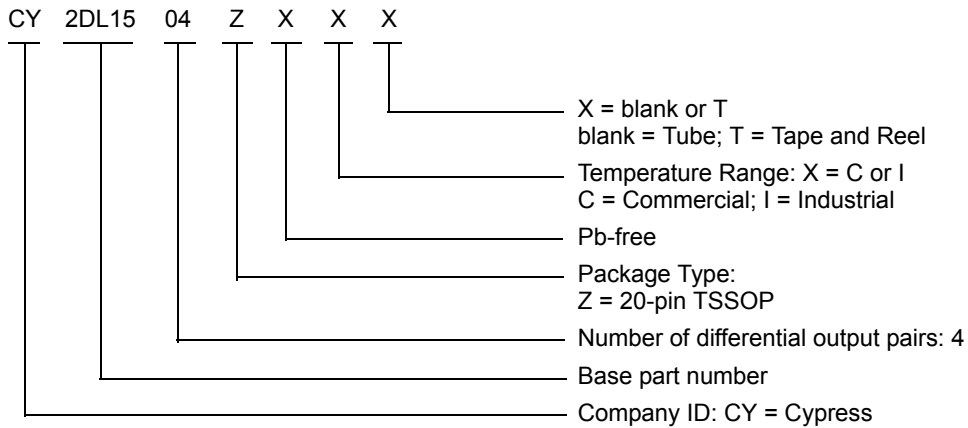 CY 2DL15 04 Z X X X
X = blank or T
blank = Tube; T = Tape and Reel
Temperature Range: X = C or I
C = Commercial; I = Industrial
Pb-free
Package Type:
Z = 20-pin TSSOP
Number of differential output pairs: 4
Base part number
Company ID: CY = Cypress